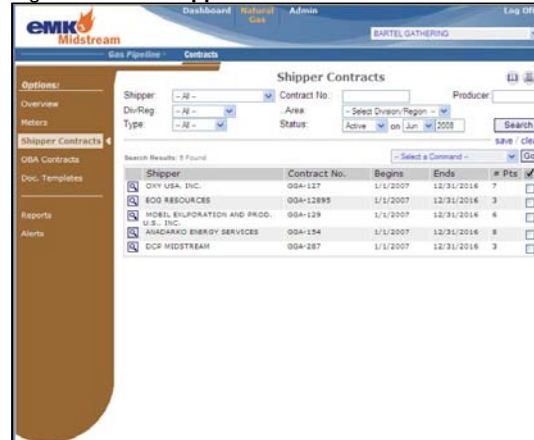 Dashboard Natural Gas Admin Log Off
emk3 Midstream
BARTEL GATHERING
Gas Pipeline · Contracts
Shipper Contracts
Options:
Overview
Meters
Shipper Contracts
OBA Contracts
Doc. Templates
Reports
Alerts
Shipper: -- All -- Contract No.: Producer
Div/Reg: -- All -- Area: -- Select Division/Region --
Type: -- All -- Status: Active on Jun 2008 Search
save / clea
Search Results: 5 Found -- Select a Command -- Go
Shipper Contract No. Begins Ends # Pts
OXY USA, INC. GGA-127 1/1/2007 12/31/2016 7
EOG RESOURCES GGA-12895 1/1/2007 12/31/2016 3
MOBIL EXLPORATION AND PROD. GGA-129 1/1/2007 12/31/2016 6
U.S., INC.
ANADARKO ENERGY SERVICES GGA-154 1/1/2007 12/31/2016 8
DCP MIDSTREAM GGA-287 1/1/2007 12/31/2016 3